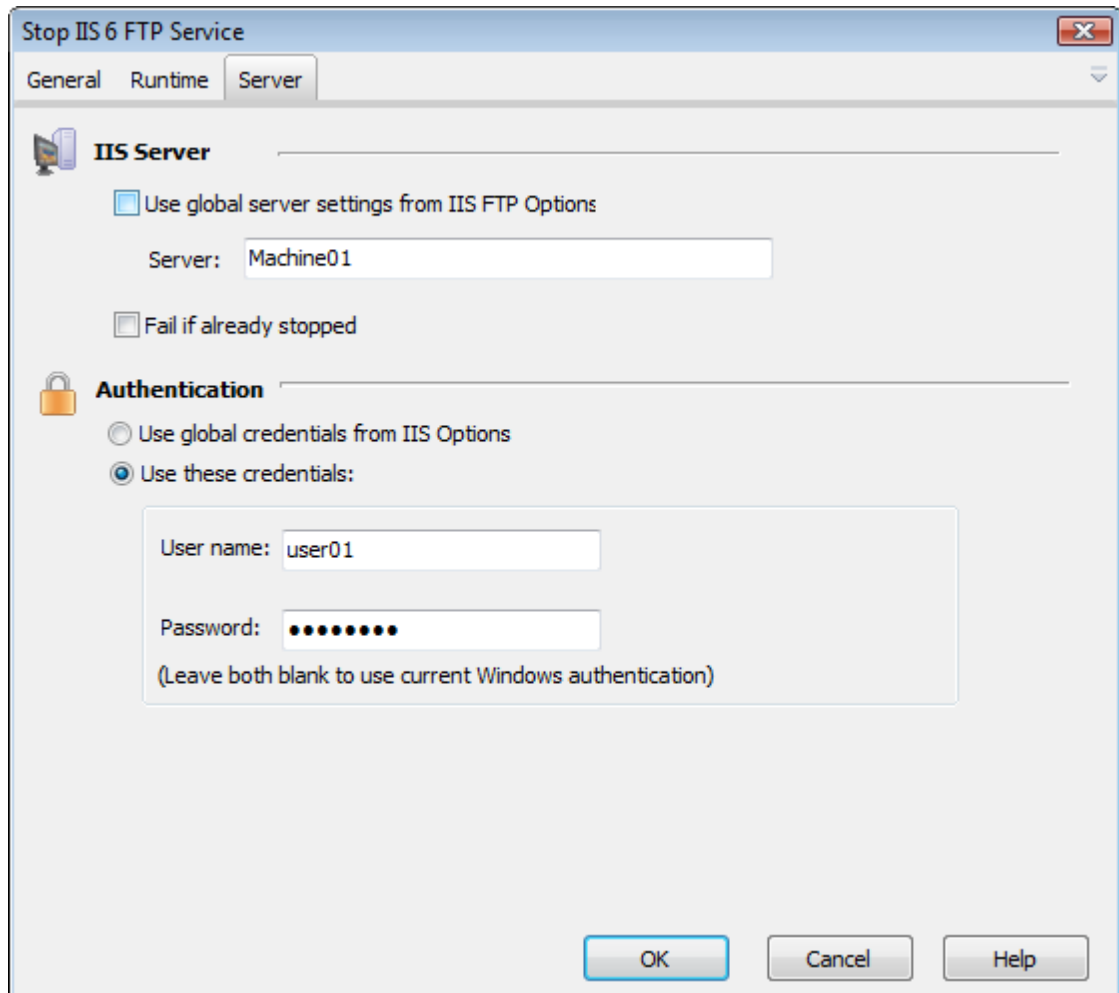 Stop IIS 6 FTP Service
General Runtime Server
IIS Server
Use global server settings from IIS FTP Options
Server: Machine01
Fail if already stopped
Authentication
Use global credentials from IIS Options
Use these credentials:
User name: user01
Password: ●●●●●●●●
(Leave both blank to use current Windows authentication)
OK Cancel Help